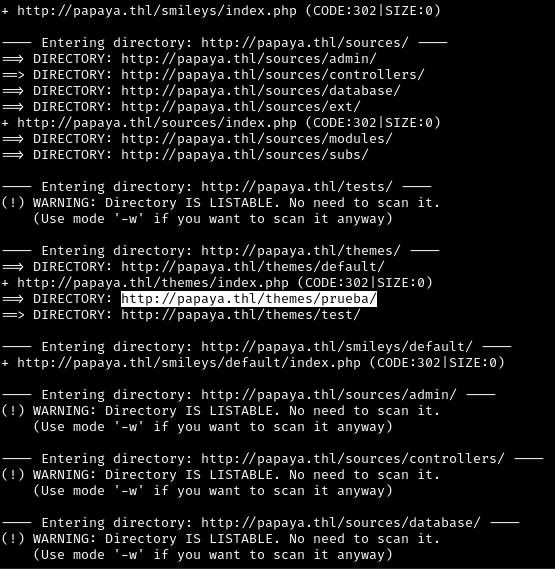 + http://papaya.thl/smileys/index.php (CODE:302|SIZE:0)
---- Entering directory: http://papaya.thl/sources/ ----
==> DIRECTORY: http://papaya.thl/sources/admin/
==> DIRECTORY: http://papaya.thl/sources/controllers/
==> DIRECTORY: http://papaya.thl/sources/database/
==> DIRECTORY: http://papaya.thl/sources/ext/
+ http://papaya.thl/sources/index.php (CODE:302|SIZE:0)
==> DIRECTORY: http://papaya.thl/sources/modules/
==> DIRECTORY: http://papaya.thl/sources/subs/
---- Entering directory: http://papaya.thl/tests/ ----
(!) WARNING: Directory IS LISTABLE. No need to scan it.
(Use mode '-w' if you want to scan it anyway)
---- Entering directory: http://papaya.thl/themes/ ----
==> DIRECTORY: http://papaya.thl/themes/default/
+ http://papaya.thl/themes/index.php (CODE:302|SIZE:0)
==> DIRECTORY: http://papaya.thl/themes/prueba/
==> DIRECTORY: http://papaya.thl/themes/test/
---- Entering directory: http://papaya.thl/smileys/default/ ----
+ http://papaya.thl/smileys/default/index.php (CODE:302|SIZE:0)
---- Entering directory: http://papaya.thl/sources/admin/ ----
(!) WARNING: Directory IS LISTABLE. No need to scan it.
(Use mode '-w' if you want to scan it anyway)
---- Entering directory: http://papaya.thl/sources/controllers/ ----
(!) WARNING: Directory IS LISTABLE. No need to scan it.
(Use mode '-w' if you want to scan it anyway)
---- Entering directory: http://papaya.thl/sources/database/ ----
(!) WARNING: Directory IS LISTABLE. No need to scan it.
(Use mode '-w' if you want to scan it anyway)